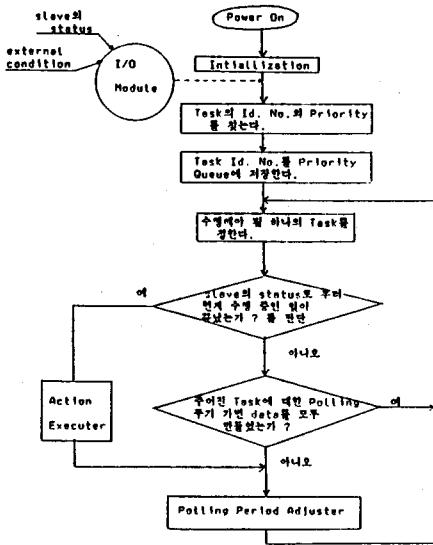 slave의
status
external
condition
I/O
Module
Power On
Intiallization
Task의 Id. No.의 Priority
를 찾는다.
Task Id. No.를 Priority
Queue에 저장한다.
수행해야 될 하나의 Task를
정한다.
예
slave의 status로 부터
먼저 수행 중인 일이
끝났는가 ? 를 판단
아니오
Action
Executer
주어진 Task에 대한 Polling
주기 가변 data를 모두
만들었는가 ?
예
아니오
Polling Period Adjuster